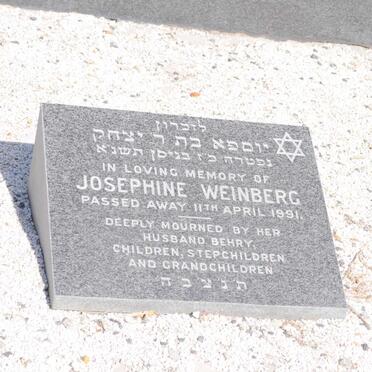 לזכרון
יוספא בת ר יצחק
נפטרה כ״ז בניסן תשנ״א
IN LOVING MEMORY OF
JOSEPHINE WEINBERG
PASSED AWAY 11TH APRIL 1991.
DEEPLY MOURNED BY HER
HUSBAND BEHRY,
CHILDREN, STEPCHILDREN
AND GRANDCHILDREN
תנצבה